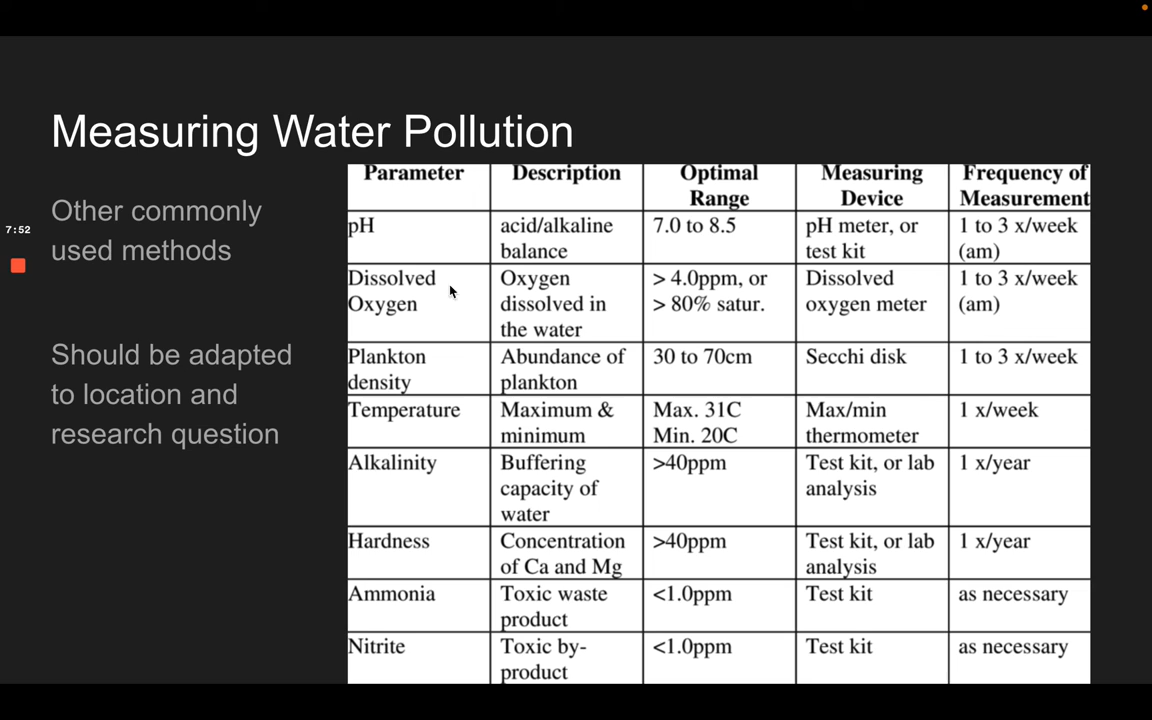 Measuring Water Pollution
Other commonly
used methods
7:52
Should be adapted
to location and
research question
Parameter Description Optimal Range Measuring Device Frequency of Measurement
pH acid/alkaline balance 7.0 to 8.5 pH meter, or test kit 1 to 3 x/week (am)
Dissolved Oxygen Oxygen dissolved in the water > 4.0ppm, or > 80% satur. Dissolved oxygen meter 1 to 3 x/week (am)
Plankton density Abundance of plankton 30 to 70cm Secchi disk 1 to 3 x/week
Temperature Maximum & minimum Max. 31C Min. 20C Max/min thermometer 1 x/week
Alkalinity Buffering capacity of water >40ppm Test kit, or lab analysis 1 x/year
Hardness Concentration of Ca and Mg >40ppm Test kit, or lab analysis 1 x/year
Ammonia Toxic waste product <1.0ppm Test kit as necessary
Nitrite Toxic by-product <1.0ppm Test kit as necessary